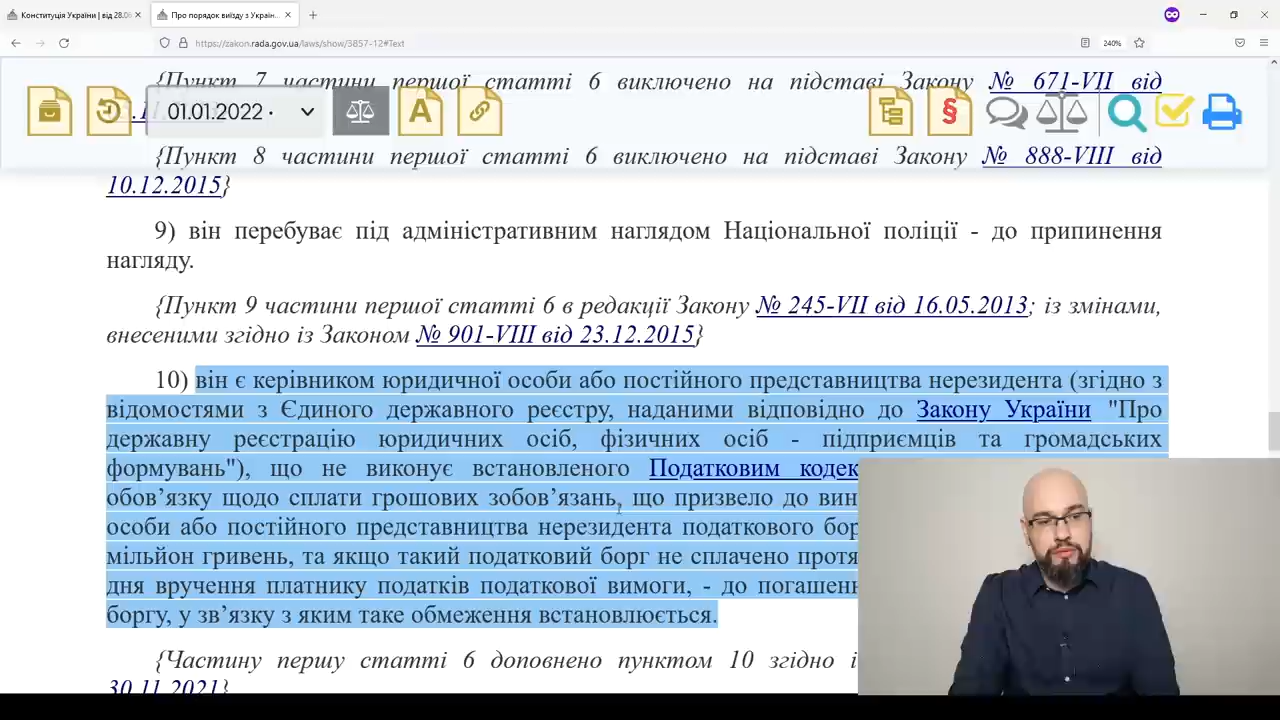 Конституція України | від 28.0
Про порядок виїзду з Україн...
https://zakon.rada.gov.ua/laws/show/3857-12#Text
240%
{Пункт 7 частини першої статті 6 виключено на підставі Закону № 671-VII від
01.01.2022
A
§
{Пункт 8 частини першої статті 6 виключено на підставі Закону № 888-VIII від
10.12.2015}
9) він перебуває під адміністративним наглядом Національної поліції - до припинення
нагляду.
{Пункт 9 частини першої статті 6 в редакції Закону № 245-VII від 16.05.2013; із змінами,
внесеними згідно із Законом № 901-VIII від 23.12.2015}
10) він є керівником юридичної особи або постійного представництва нерезидента (згідно з
відомостями з Єдиного державного реєстру, наданими відповідно до Закону України "Про
державну реєстрацію юридичних осіб, фізичних осіб - підприємців та громадських
формувань"), що не виконує встановленого Податковим кодек
обов’язку щодо сплати грошових зобов’язань, що призвело до вин
особи або постійного представництва нерезидента податкового бор
мільйон гривень, та якщо такий податковий борг не сплачено протя
дня вручення платнику податків податкової вимоги, - до погашенн
боргу, у зв’язку з яким таке обмеження встановлюється.
{Частину першу статті 6 доповнено пунктом 10 згідно і
30.11.2021}